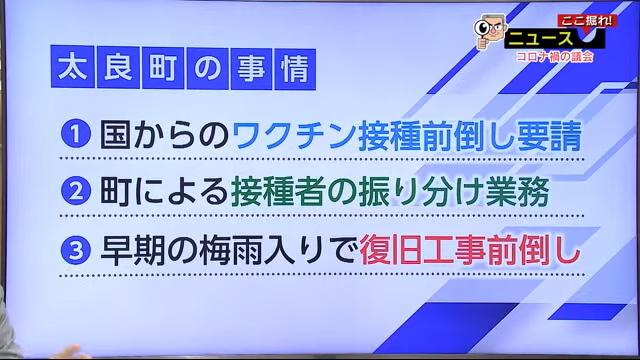 ここ掘れ!
ニュース
コロナ禍の議会
太良町の事情
① 国からのワクチン接種前倒し要請
② 町による接種者の振り分け業務
③ 早期の梅雨入りで復旧工事前倒し